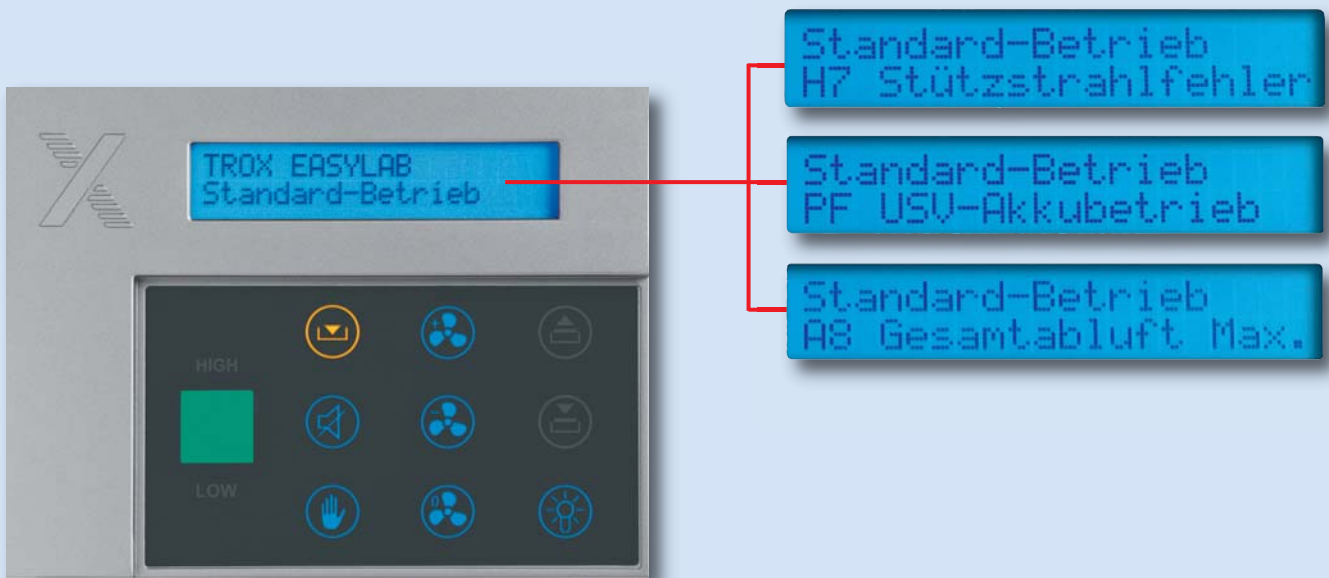 TROX EASYLAB
Standard-Betrieb
HIGH
LOW
+
-
0
Standard-Betrieb
H7 Stützstrahlfehler
Standard-Betrieb
PF USV-Akkubetrieb
Standard-Betrieb
A8 Gesamtabluft Max.